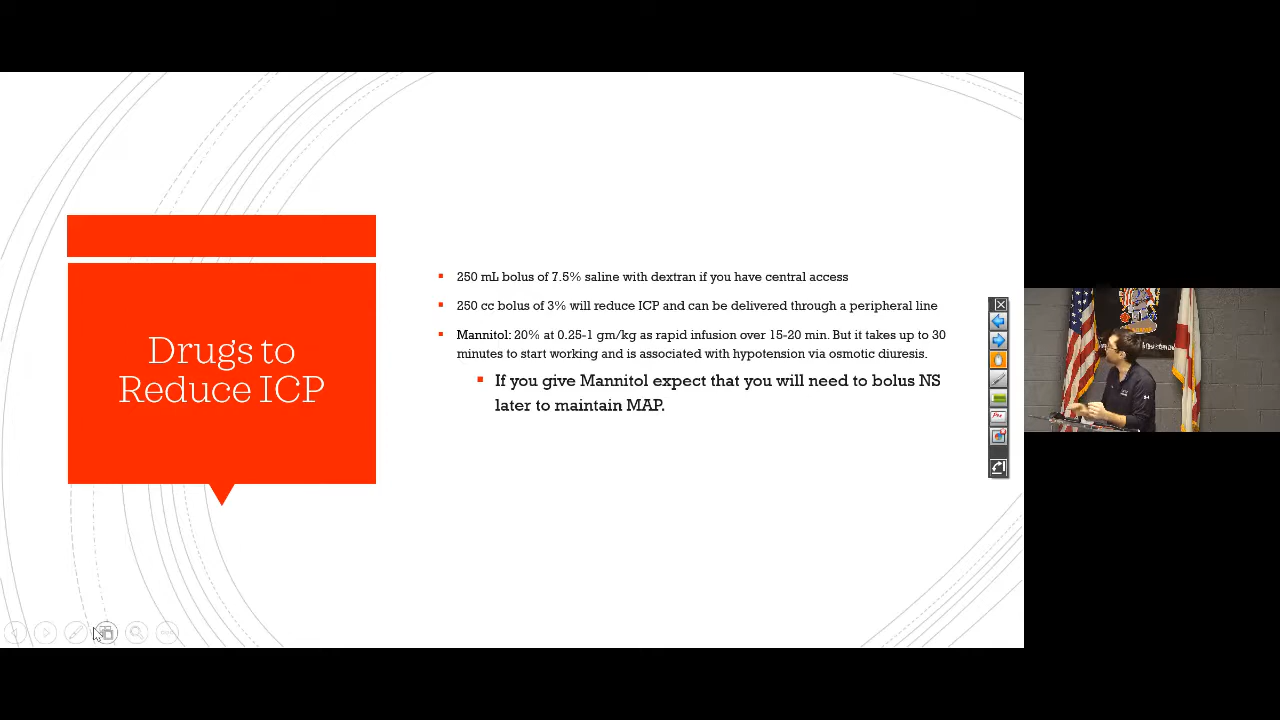 Drugs to
Reduce ICP
250 mL bolus of 7.5% saline with dextran if you have central access
250 cc bolus of 3% will reduce ICP and can be delivered through a peripheral line
Mannitol: 20% at 0.25-1 gm/kg as rapid infusion over 15-20 min. But it takes up to 30
minutes to start working and is associated with hypotension via osmotic diuresis.
If you give Mannitol expect that you will need to bolus NS
later to maintain MAP.